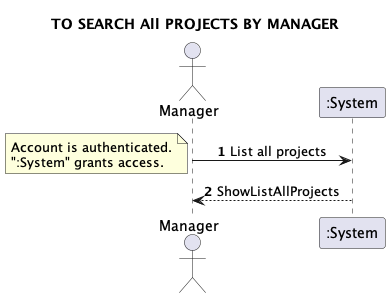 TO SEARCH All PROJECTS BY MANAGER
Manager
:System
Account is authenticated.
":System" grants access.
1 List all projects
2 ShowListAllProjects
Manager
:System